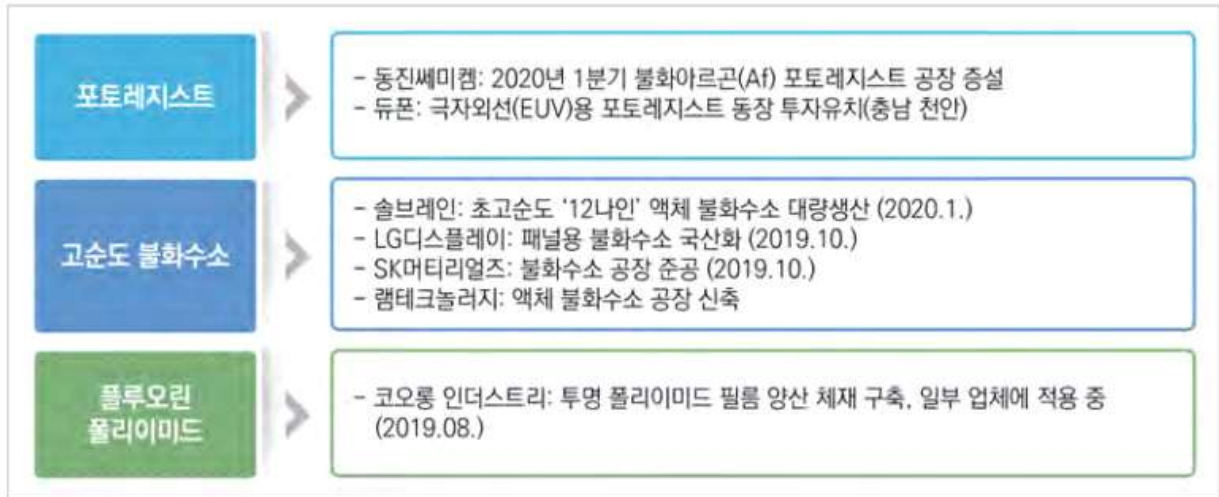 포토레지스트
- 동진쎄미켐: 2020년 1분기 불화아르곤(Af) 포토레지스트 공장 증설
- 듀폰: 극자외선(EUV)용 포토레지스트 동장 투자유치(충남 천안)
고순도 불화수소
- 솔브레인: 초고순도 '12나인' 액체 불화수소 대량생산 (2020.1.)
- LG디스플레이: 패널용 불화수소 국산화 (2019.10.)
- SK머티리얼즈: 불화수소 공장 준공 (2019.10.)
- 램테크놀러지: 액체 불화수소 공장 신축
플루오린
폴리이미드
- 코오롱 인더스트리: 투명 폴리이미드 필름 양산 체재 구축, 일부 업체에 적용 중
(2019.08.)